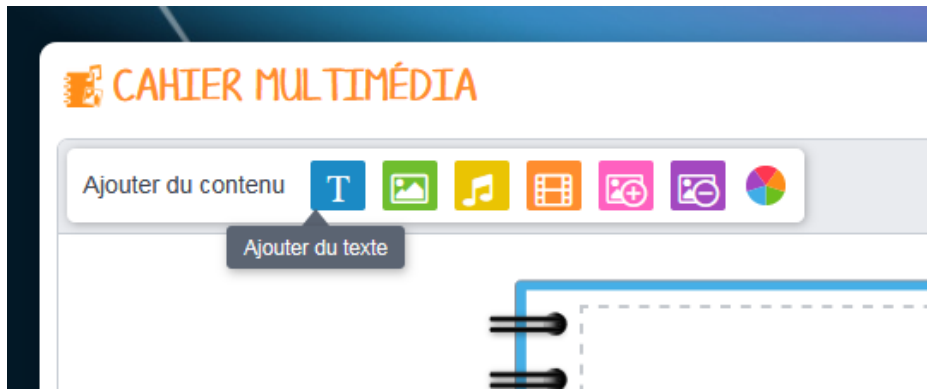 CAHIER MULTIMÉDIA
Ajouter du contenu T
Ajouter du texte